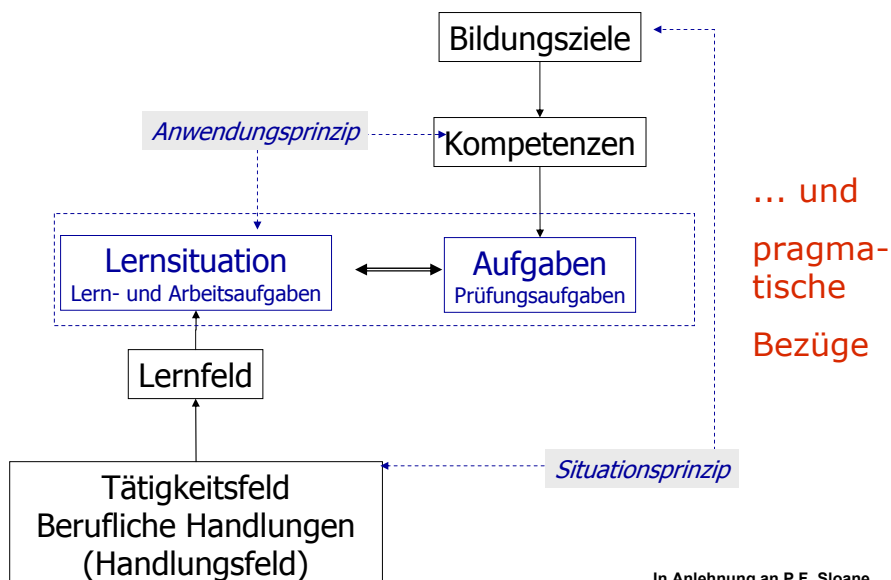 Bildungsziele
Anwendungsprinzip
Kompetenzen
... und
pragma-
tische
Bezüge
Lernsituation
Lern- und Arbeitsaufgaben
Aufgaben
Prüfungsaufgaben
Lernfeld
Situationsprinzip
Tätigkeitsfeld
Berufliche Handlungen
(Handlungsfeld)
In Anlehnung an P.F. Sloane